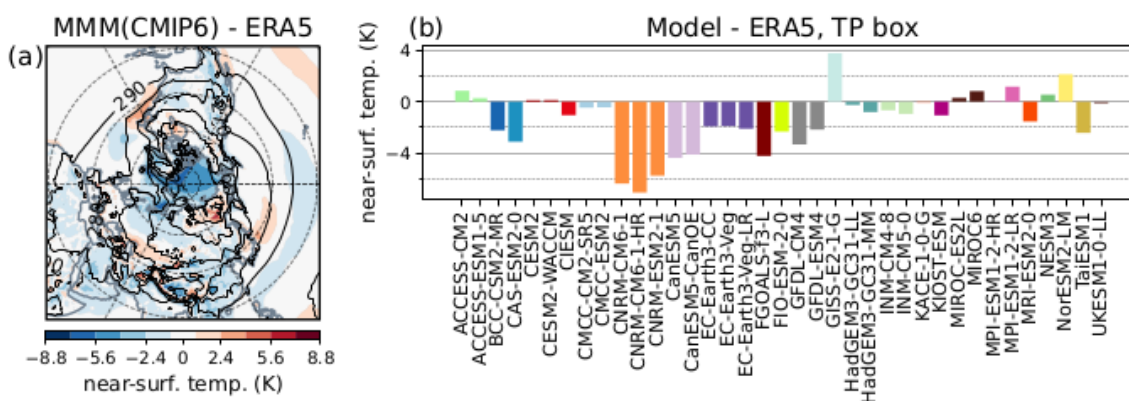 MMM(CMIP6) - ERA5
(a)
290
−8.8 −5.6 −2.4 0 2.4 5.6 8.8
near-surf. temp. (K)
(b)
Model - ERA5, TP box
near-surf. temp. (K)
4
0
−4
ACCESS-CM2
ACCESS-ESM1-5
BCC-CSM2-MR
CAS-ESM2-0
CESM2
CESM2-WACCM
CIESM
CMCC-CM2-SR5
CMCC-ESM2
CNRM-CM6-1
CNRM-CM6-1-HR
CNRM-ESM2-1
CanESM5
CanESM5-CanOE
EC-Earth3-CC
EC-Earth3-Veg
EC-Earth3-Veg-LR
FGOALS-f3-L
FIO-ESM-2-0
GFDL-CM4
GFDL-ESM4
GISS-E2-1-G
HadGEM3-GC31-LL
HadGEM3-GC31-MM
INM-CM4-8
INM-CM5-0
KACE-1-0-G
KIOST-ESM
MIROC-ES2L
MIROC6
MPI-ESM1-2-HR
MPI-ESM1-2-LR
MRI-ESM2-0
NESM3
NorESM2-LM
TaiESM1
UKESM1-0-LL